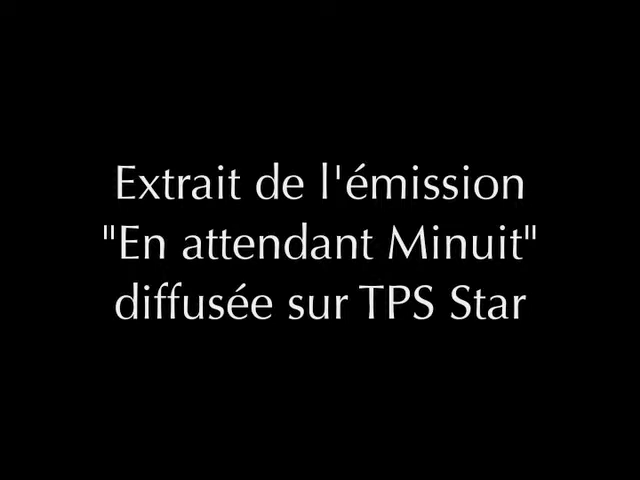 Extrait de l'émission
"En attendant Minuit"
diffusée sur TPS Star